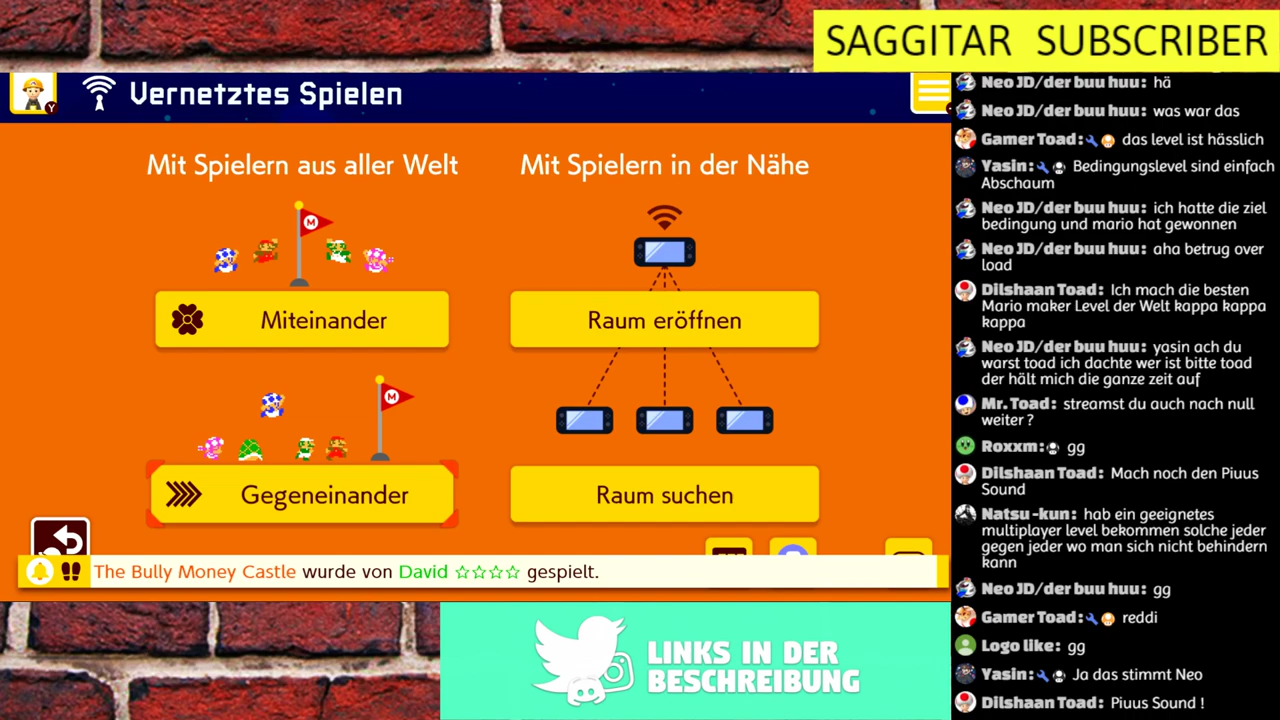 SAGGITAR SUBSCRIBER
Vernetztes Spielen
Y
Mit Spielern aus aller Welt
Mit Spielern in der Nähe
M
Miteinander
Raum eröffnen
M
Gegeneinander
Raum suchen
The Bully Money Castle wurde von David ☆☆☆☆ gespielt.
LINKS IN DER
BESCHREIBUNG
Neo JD/der buu huu: hä
Neo JD/der buu huu: was war das
Gamer Toad: das level ist hässlich
Yasin: Bedingungslevel sind einfach
Abschaum
Neo JD/der buu huu: ich hatte die ziel
bedingung und mario hat gewonnen
Neo JD/der buu huu: aha betrug over
load
Dilshaan Toad: Ich mach die besten
Mario maker Level der Welt kappa kappa
kappa
Neo JD/der buu huu: yasin ach du
warst toad ich dachte wer ist bitte toad
der hält mich die ganze zeit auf
Mr. Toad: streamst du auch nach null
weiter ?
Roxxm: gg
Dilshaan Toad: Mach noch den Piuus
Sound
Natsu-kun: hab ein geeignetes
multiplayer level bekommen solche jeder
gegen jeder wo man sich nicht behindern
kann
Neo JD/der buu huu: gg
Gamer Toad: reddi
Logo like: gg
Yasin: Ja das stimmt Neo
Dilshaan Toad: Piuus Sound !